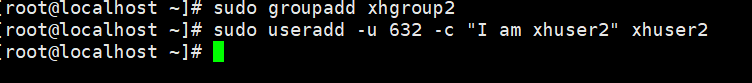 [root@localhost ~]# sudo groupadd xhgroup2
[root@localhost ~]# sudo useradd -u 632 -c "I am xhuser2" xhuser2
[root@localhost ~]#